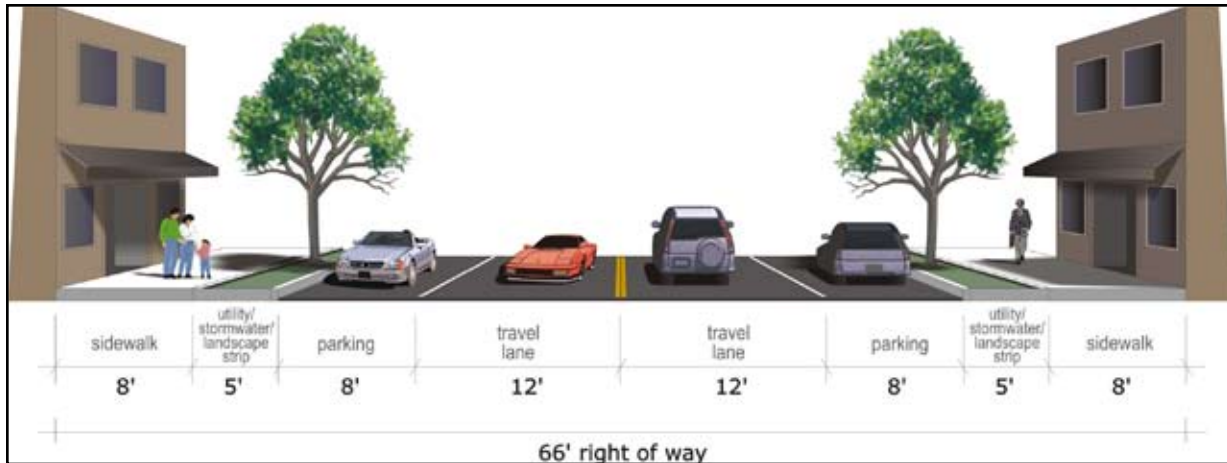 sidewalk
utility/
stormwater/
landscape
strip
parking
travel
lane
travel
lane
parking
utility/
stormwater/
landscape
strip
sidewalk
8'
5'
8'
12'
12'
8'
5'
8'
66' right of way